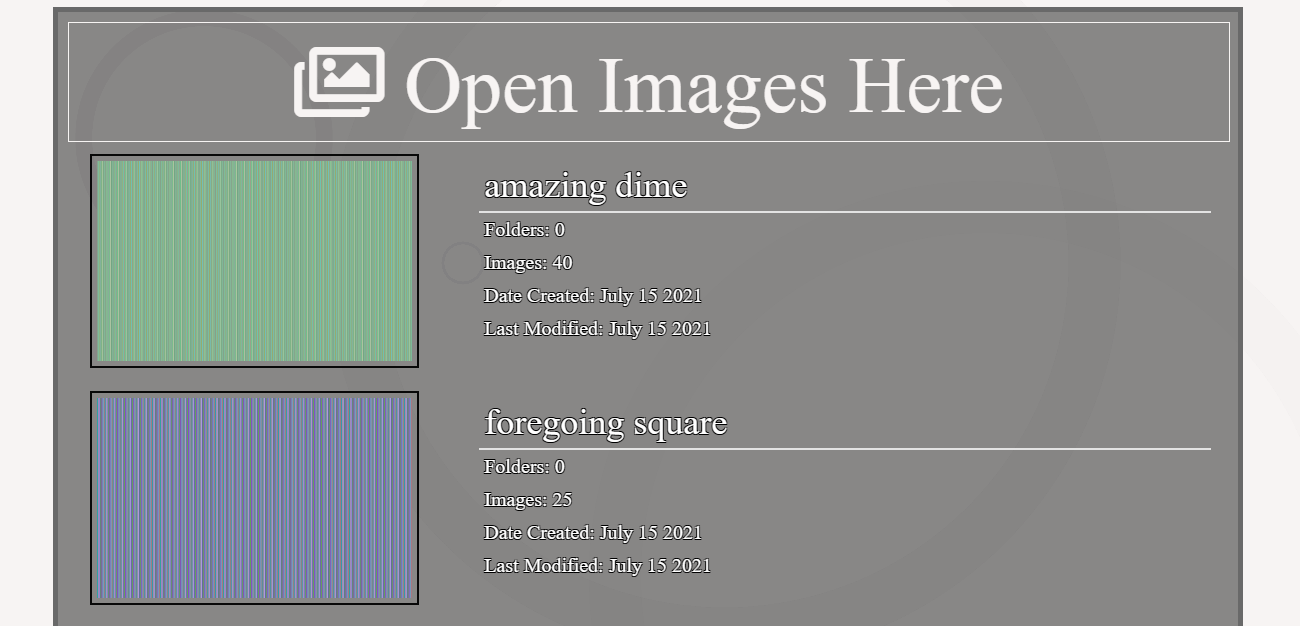 Open Images Here
amazing dime
Folders: 0
Images: 40
Date Created: July 15 2021
Last Modified: July 15 2021
foregoing square
Folders: 0
Images: 25
Date Created: July 15 2021
Last Modified: July 15 2021